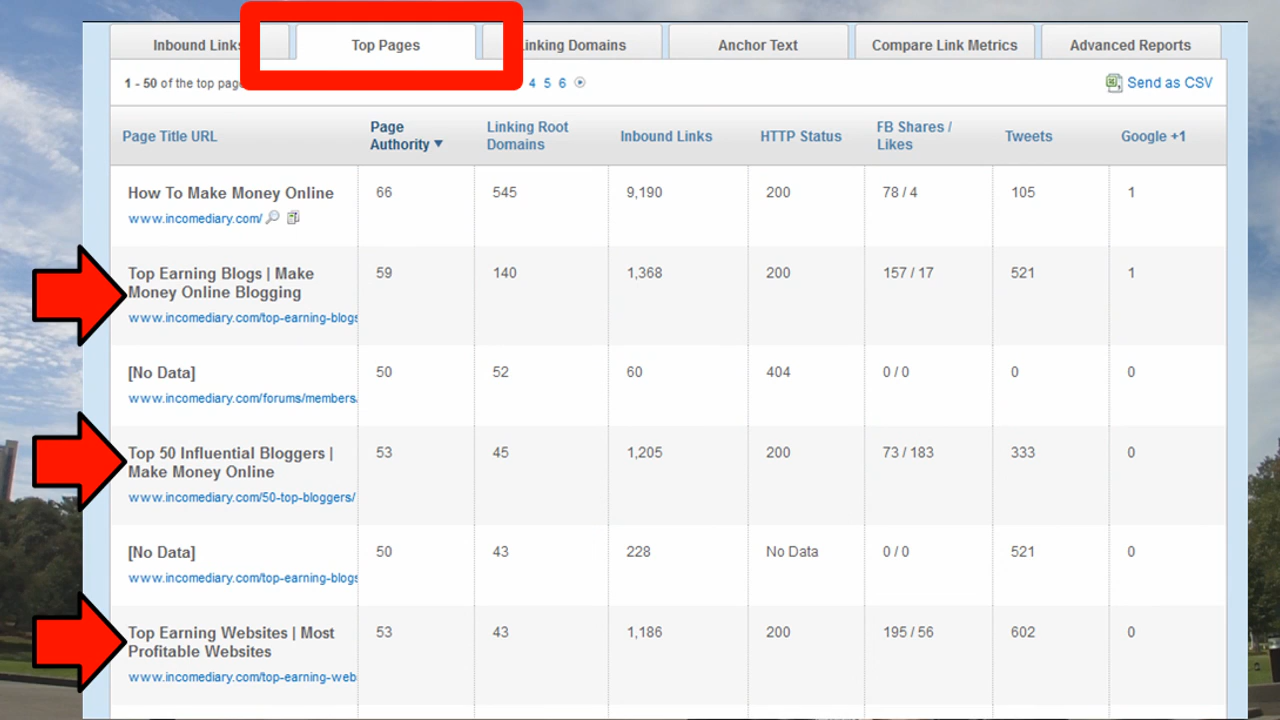 Inbound Links Top Pages Linking Domains Anchor Text Compare Link Metrics Advanced Reports
1 - 50 of the top pag 4 5 6 Send as CSV
Page Title URL Page Authority Linking Root Domains Inbound Links HTTP Status FB Shares / Likes Tweets Google +1
How To Make Money Online 66 545 9,190 200 78 / 4 105 1
www.incomediary.com/
Top Earning Blogs | Make 59 140 1,368 200 157 / 17 521 1
Money Online Blogging
www.incomediary.com/top-earning-blogs
[No Data] 50 52 60 404 0 / 0 0 0
www.incomediary.com/forums/members
Top 50 Influential Bloggers | 53 45 1,205 200 73 / 183 333 0
Make Money Online
www.incomediary.com/50-top-bloggers/
[No Data] 50 43 228 No Data 0 / 0 521 0
www.incomediary.com/top-earning-blogs
Top Earning Websites | Most 53 43 1,186 200 195 / 56 602 0
Profitable Websites
www.incomediary.com/top-earning-web